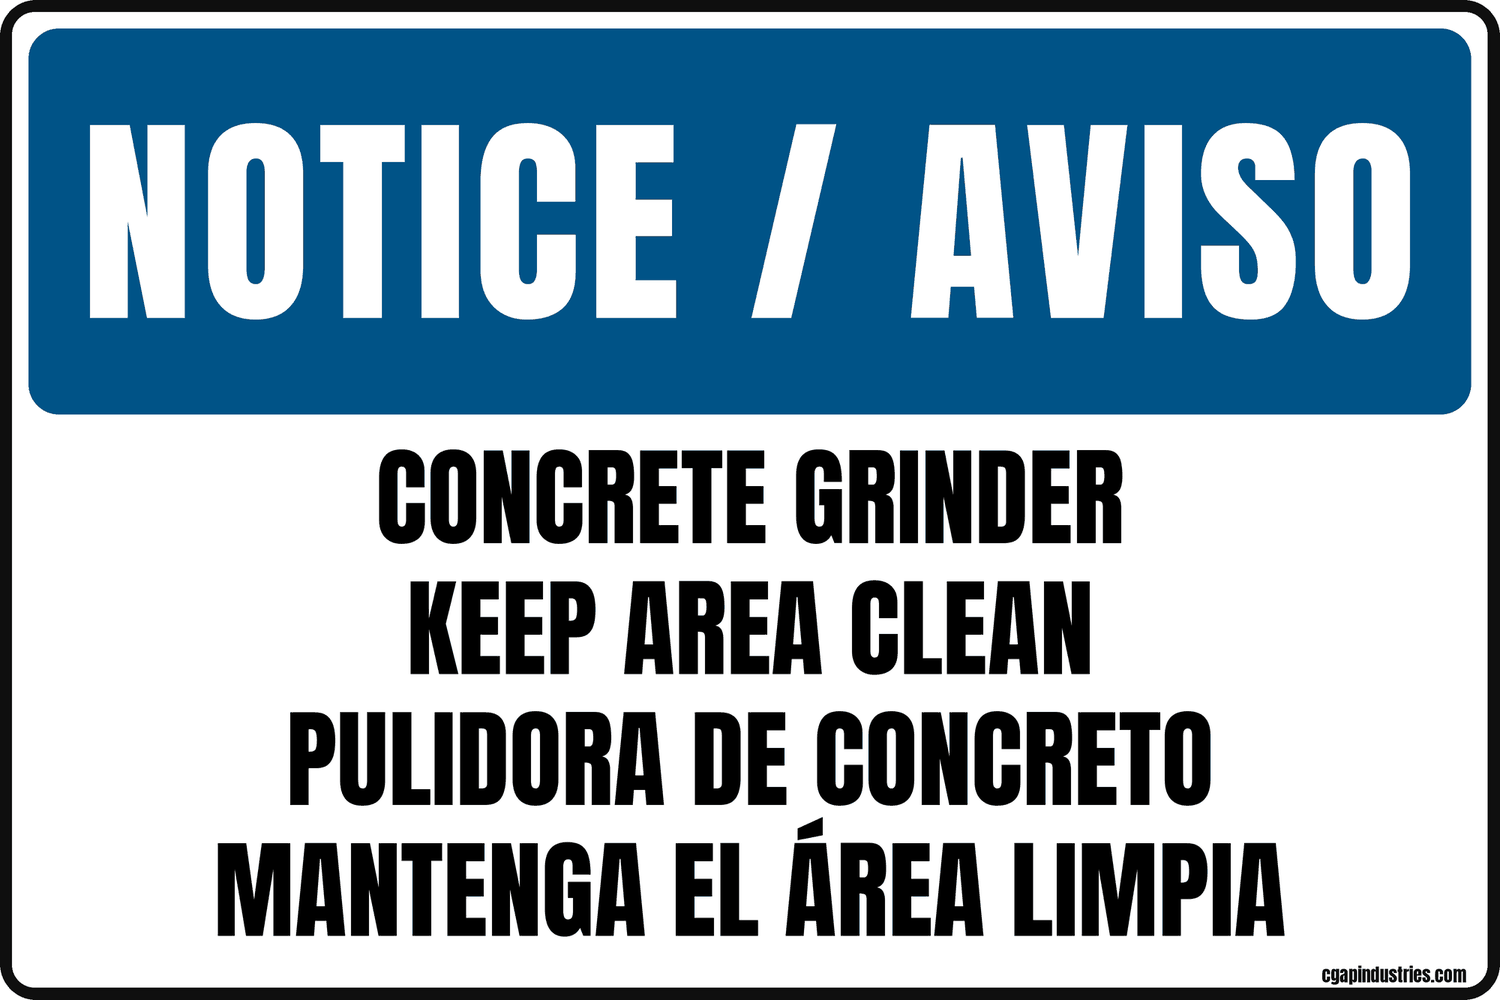 NOTICE / AVISO
CONCRETE GRINDER
KEEP AREA CLEAN
PULIDORA DE CONCRETO
MANTENGA EL ÁREA LIMPIA
cgapindustries.com